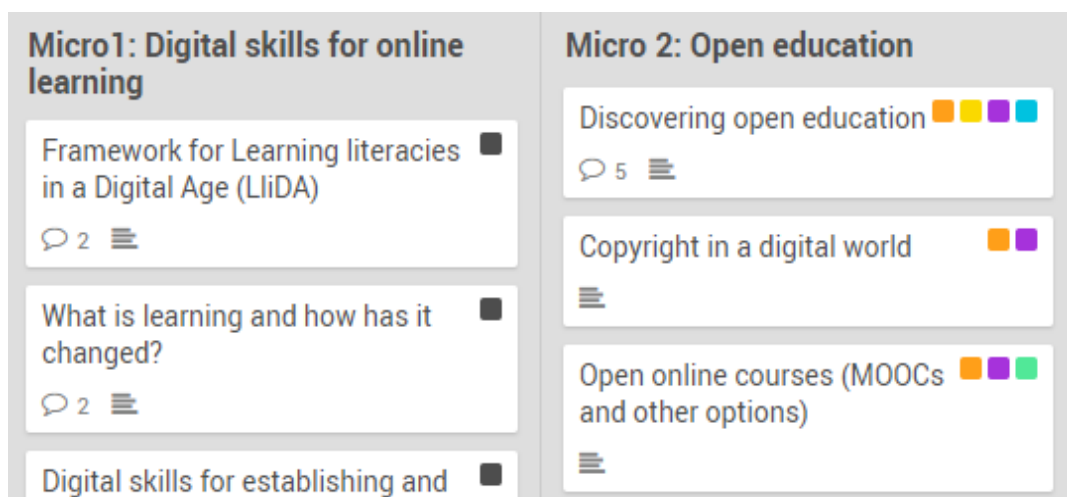 Micro1: Digital skills for online
learning
Framework for Learning literacies
in a Digital Age (LliDA)
2
What is learning and how has it
changed?
2
Digital skills for establishing and
Micro 2: Open education
Discovering open education
5
Copyright in a digital world
Open online courses (MOOCs
and other options)